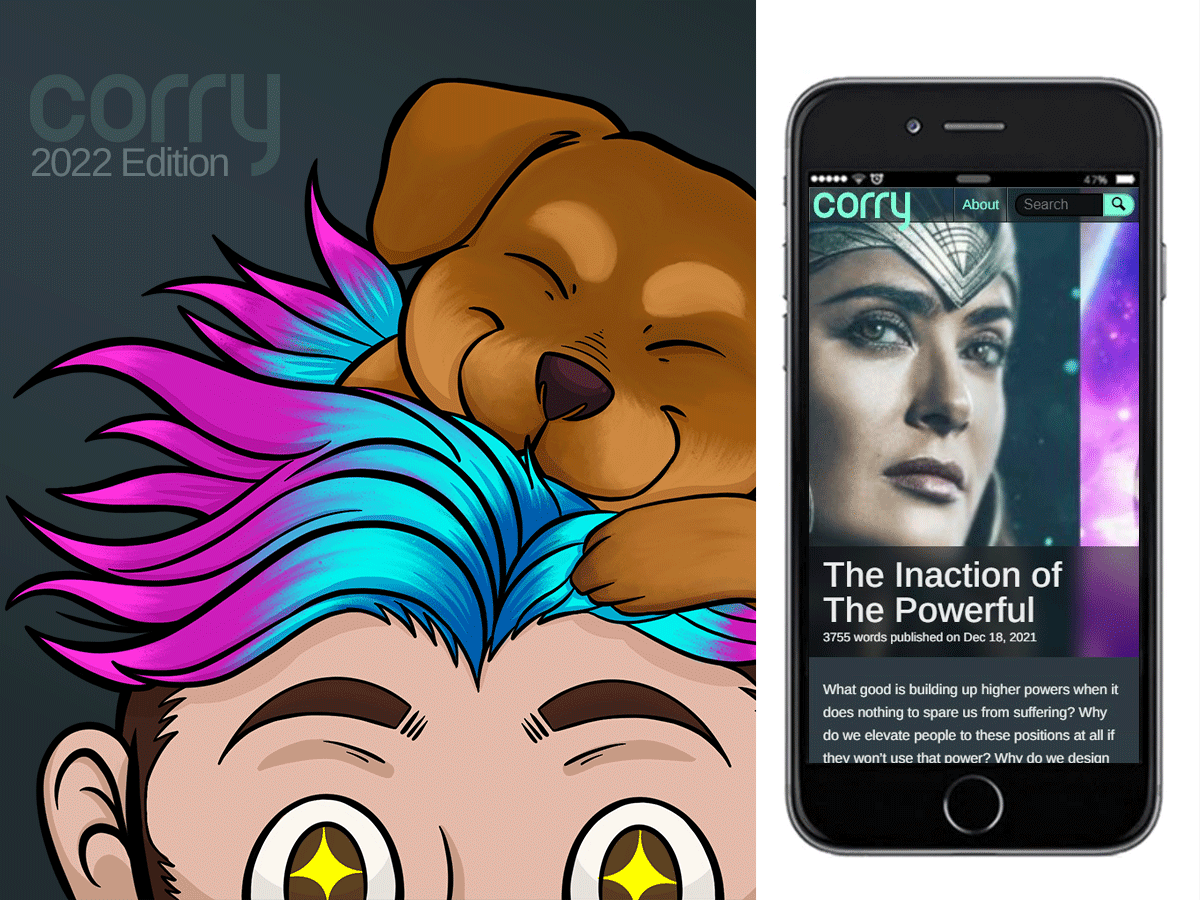 corry
2022 Edition
47%
corry
About
Search
The Inaction of
The Powerful
3755 words published on Dec 18, 2021
What good is building up higher powers when it
does nothing to spare us from suffering? Why
do we elevate people to these positions at all if
they won't use that power? Why do we design